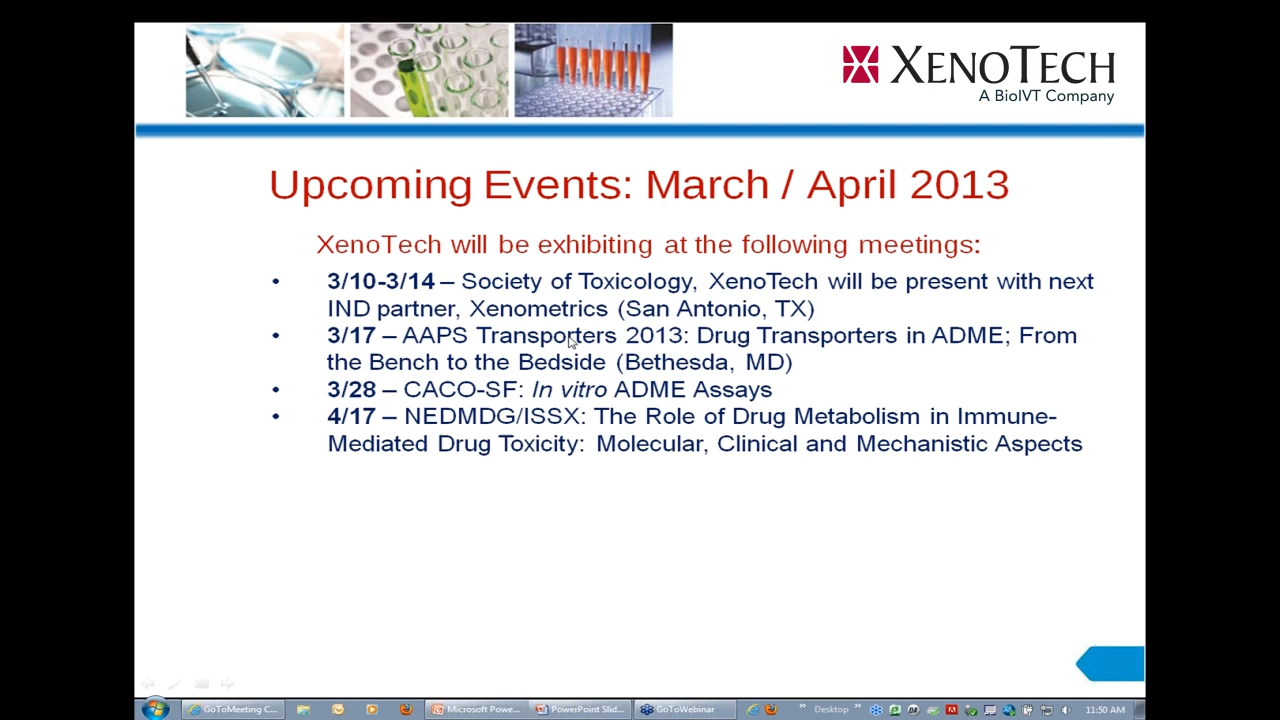 XENOTECH
A BioIVT Company
Upcoming Events: March / April 2013
XenoTech will be exhibiting at the following meetings:
• 3/10-3/14 – Society of Toxicology, XenoTech will be present with next
IND partner, Xenometrics (San Antonio, TX)
• 3/17 – AAPS Transporters 2013: Drug Transporters in ADME; From
the Bench to the Bedside (Bethesda, MD)
• 3/28 – CACO-SF: In vitro ADME Assays
• 4/17 – NEDMDG/ISSX: The Role of Drug Metabolism in Immune-
Mediated Drug Toxicity: Molecular, Clinical and Mechanistic Aspects
GoToMeeting C... Microsoft Powe... PowerPoint Slid... GoToWebinar Desktop 11:50 AM